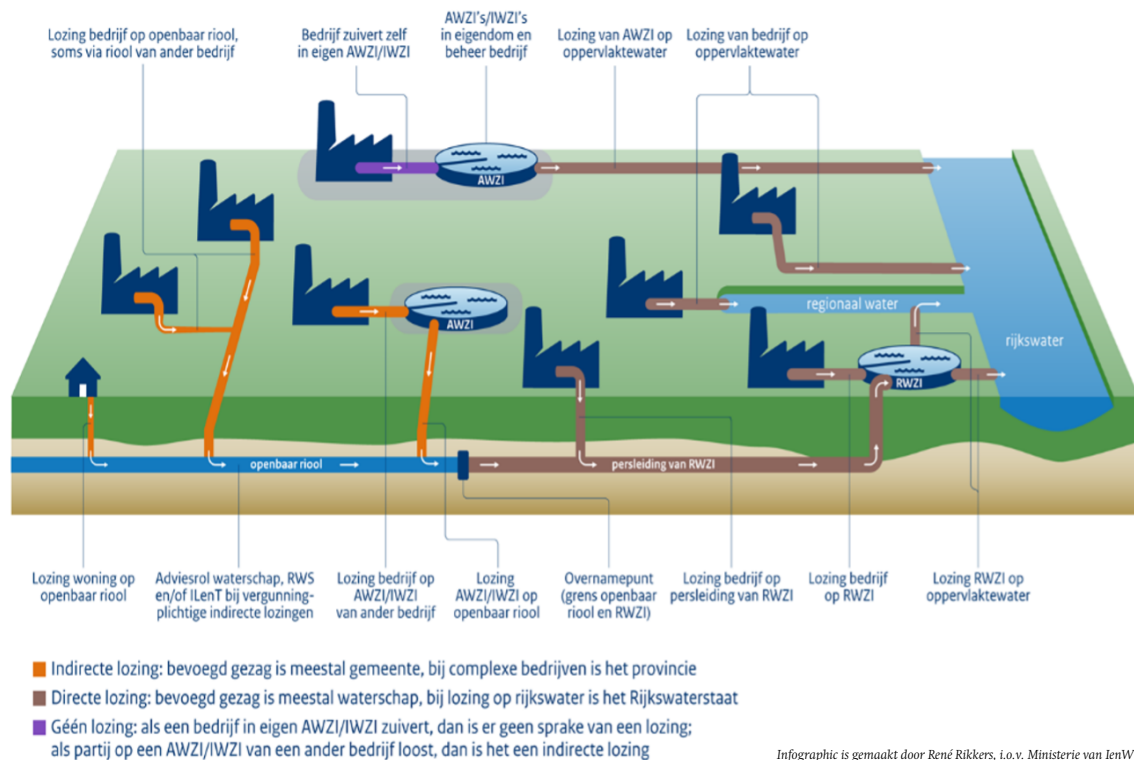 Lozing bedrijf op openbaar riool,
soms via riool van ander bedrijf
Bedrijf zuivert zelf
in eigen AWZI/IWZI
AWZI's/IWZI's
in eigendom en
beheer bedrijf
Lozing van AWZI op
oppervlaktewater
Lozing van bedrijf op
oppervlaktewater
AWZI
AWZI
regionaal water
rijkswater
RWZI
openbaar riool
persleiding van RWZI
Lozing woning op
openbaar riool
Adviesrol waterschap, RWS
en/of ILenT bij vergunning-
plichtige indirecte lozingen
Lozing bedrijf op
AWZI/IWZI
van ander bedrijf
Lozing
AWZI/IWZI op
openbaar riool
Overnamepunt
(grens openbaar
riool en RWZI)
Lozing bedrijf op
persleiding van RWZI
Lozing bedrijf
op RWZI
Lozing RWZI op
oppervlaktewater
Indirecte lozing: bevoegd gezag is meestal gemeente, bij complexe bedrijven is het provincie
Directe lozing: bevoegd gezag is meestal waterschap, bij lozing op rijkswater is het Rijkswaterstaat
Géén lozing: als een bedrijf in eigen AWZI/IWZI zuivert, dan is er geen sprake van een lozing;
als partij op een AWZI/IWZI van een ander bedrijf loost, dan is het een indirecte lozing
Infographic is gemaakt door René Rikkers, i.o.v. Ministerie van IenW